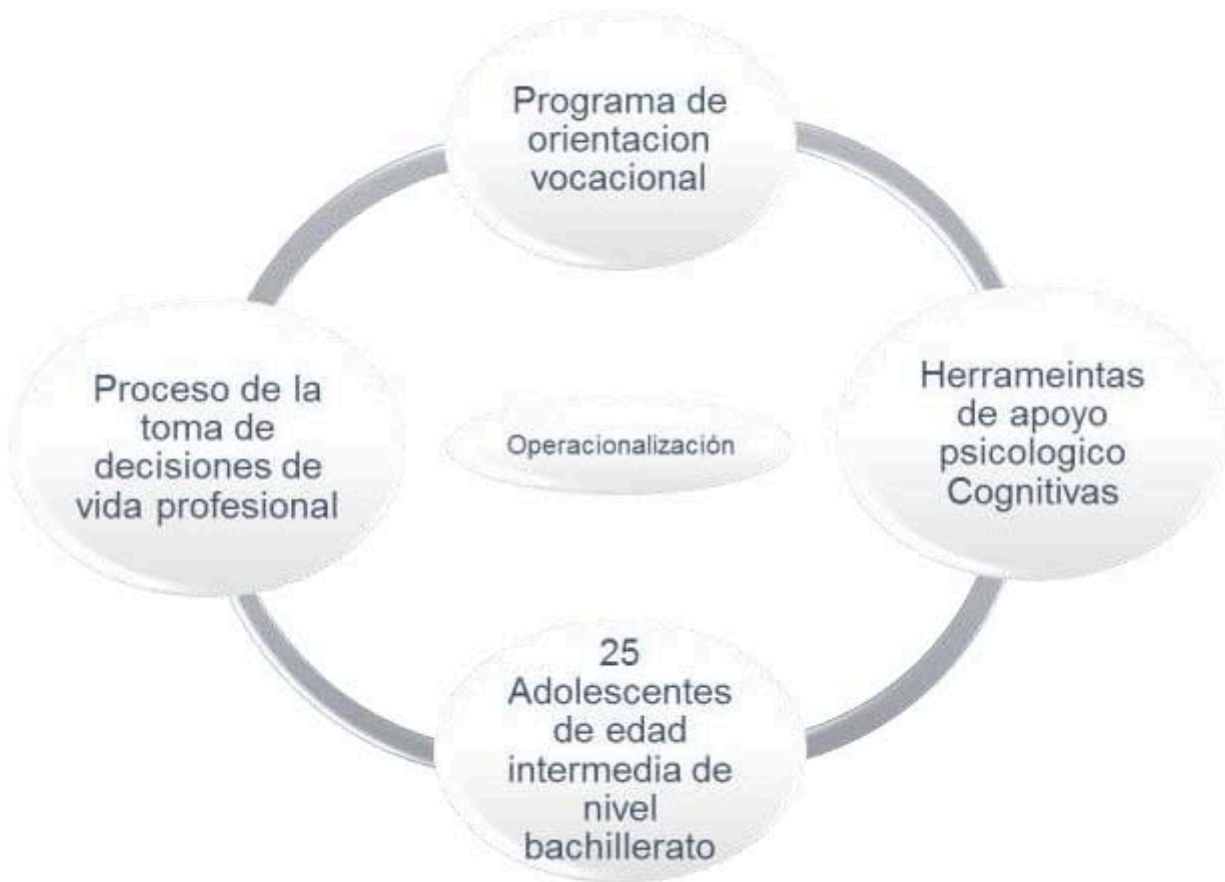 Programa de
orientacion
vocacional
Proceso de la
toma de
decisiones de
vida profesional
Operacionalización
Herrameintas
de apoyo
psicologico
Cognitivas
25
Adolescentes
de edad
intermedia de
nivel
bachillerato